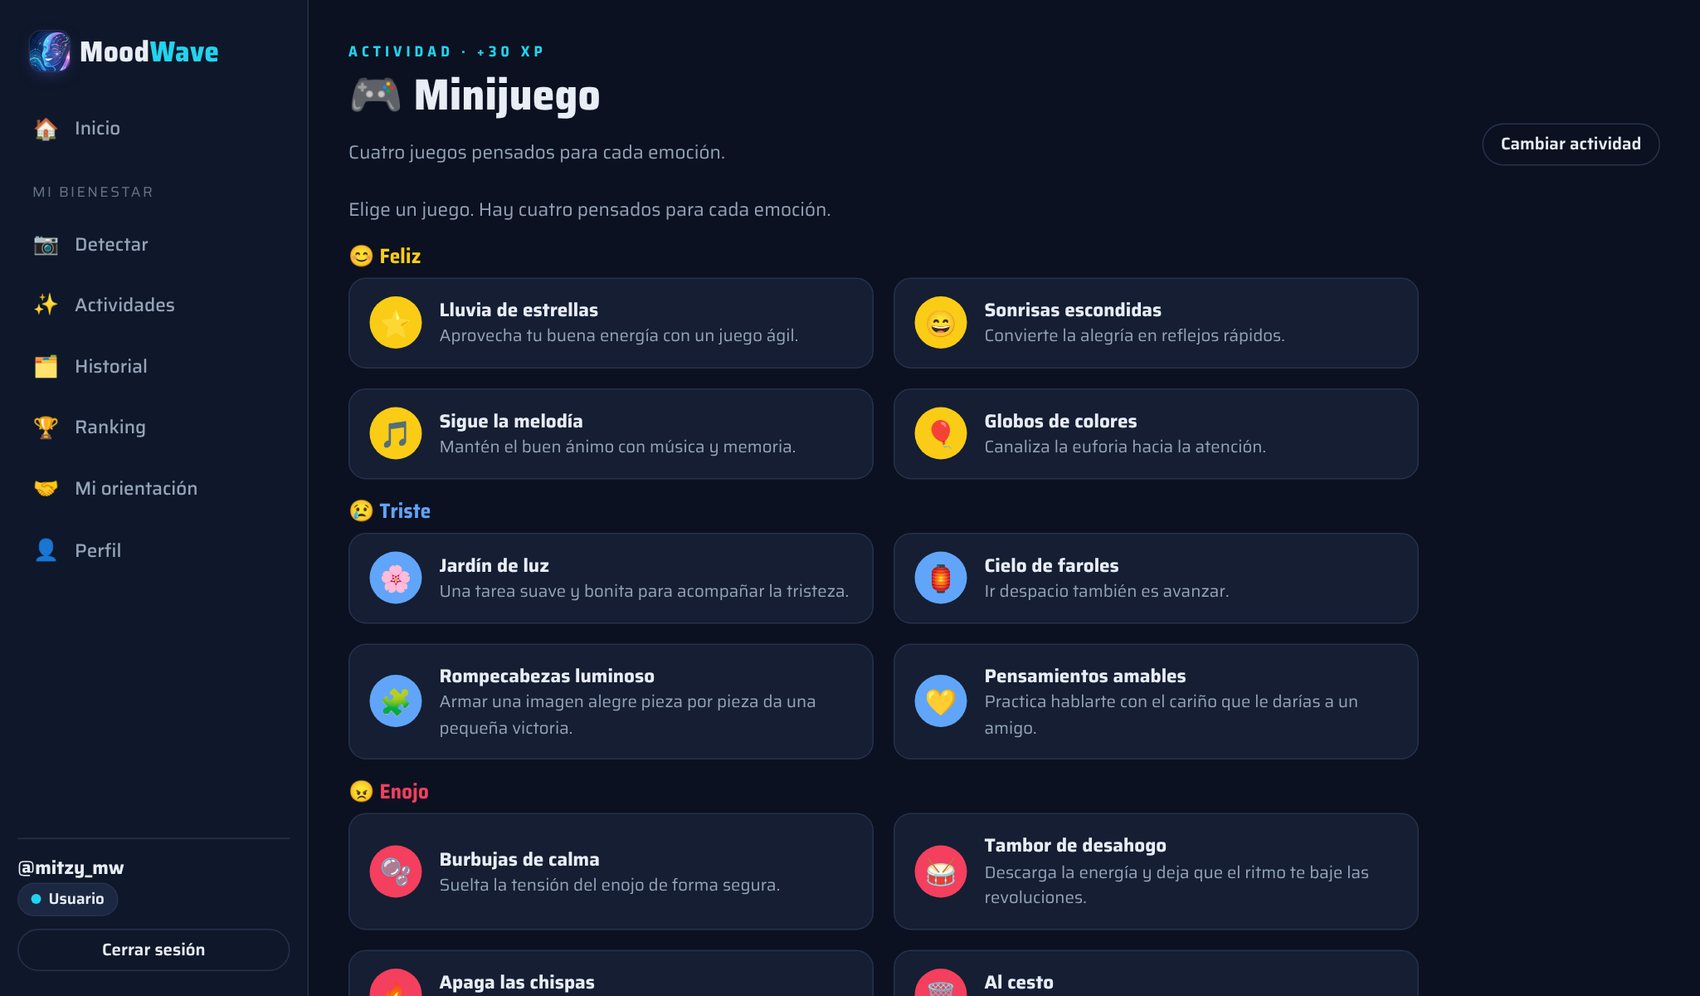 MoodWave
Inicio
MI BIENESTAR
Detectar
Actividades
Historial
Ranking
Mi orientación
Perfil
@mitzy_mw
Usuario
Cerrar sesión
ACTIVIDAD · +30 XP
Minijuego
Cuatro juegos pensados para cada emoción.
Cambiar actividad
Elige un juego. Hay cuatro pensados para cada emoción.
Feliz
Lluvia de estrellas
Aprovecha tu buena energía con un juego ágil.
Sonrisas escondidas
Convierte la alegría en reflejos rápidos.
Sigue la melodía
Mantén el buen ánimo con música y memoria.
Globos de colores
Canaliza la euforia hacia la atención.
Triste
Jardín de luz
Una tarea suave y bonita para acompañar la tristeza.
Cielo de faroles
Ir despacio también es avanzar.
Rompecabezas luminoso
Armar una imagen alegre pieza por pieza da una
pequeña victoria.
Pensamientos amables
Practica hablarte con el cariño que le darías a un
amigo.
Enojo
Burbujas de calma
Suelta la tensión del enojo de forma segura.
Tambor de desahogo
Descarga la energía y deja que el ritmo te baje las
revoluciones.
Apaga las chispas
Al cesto